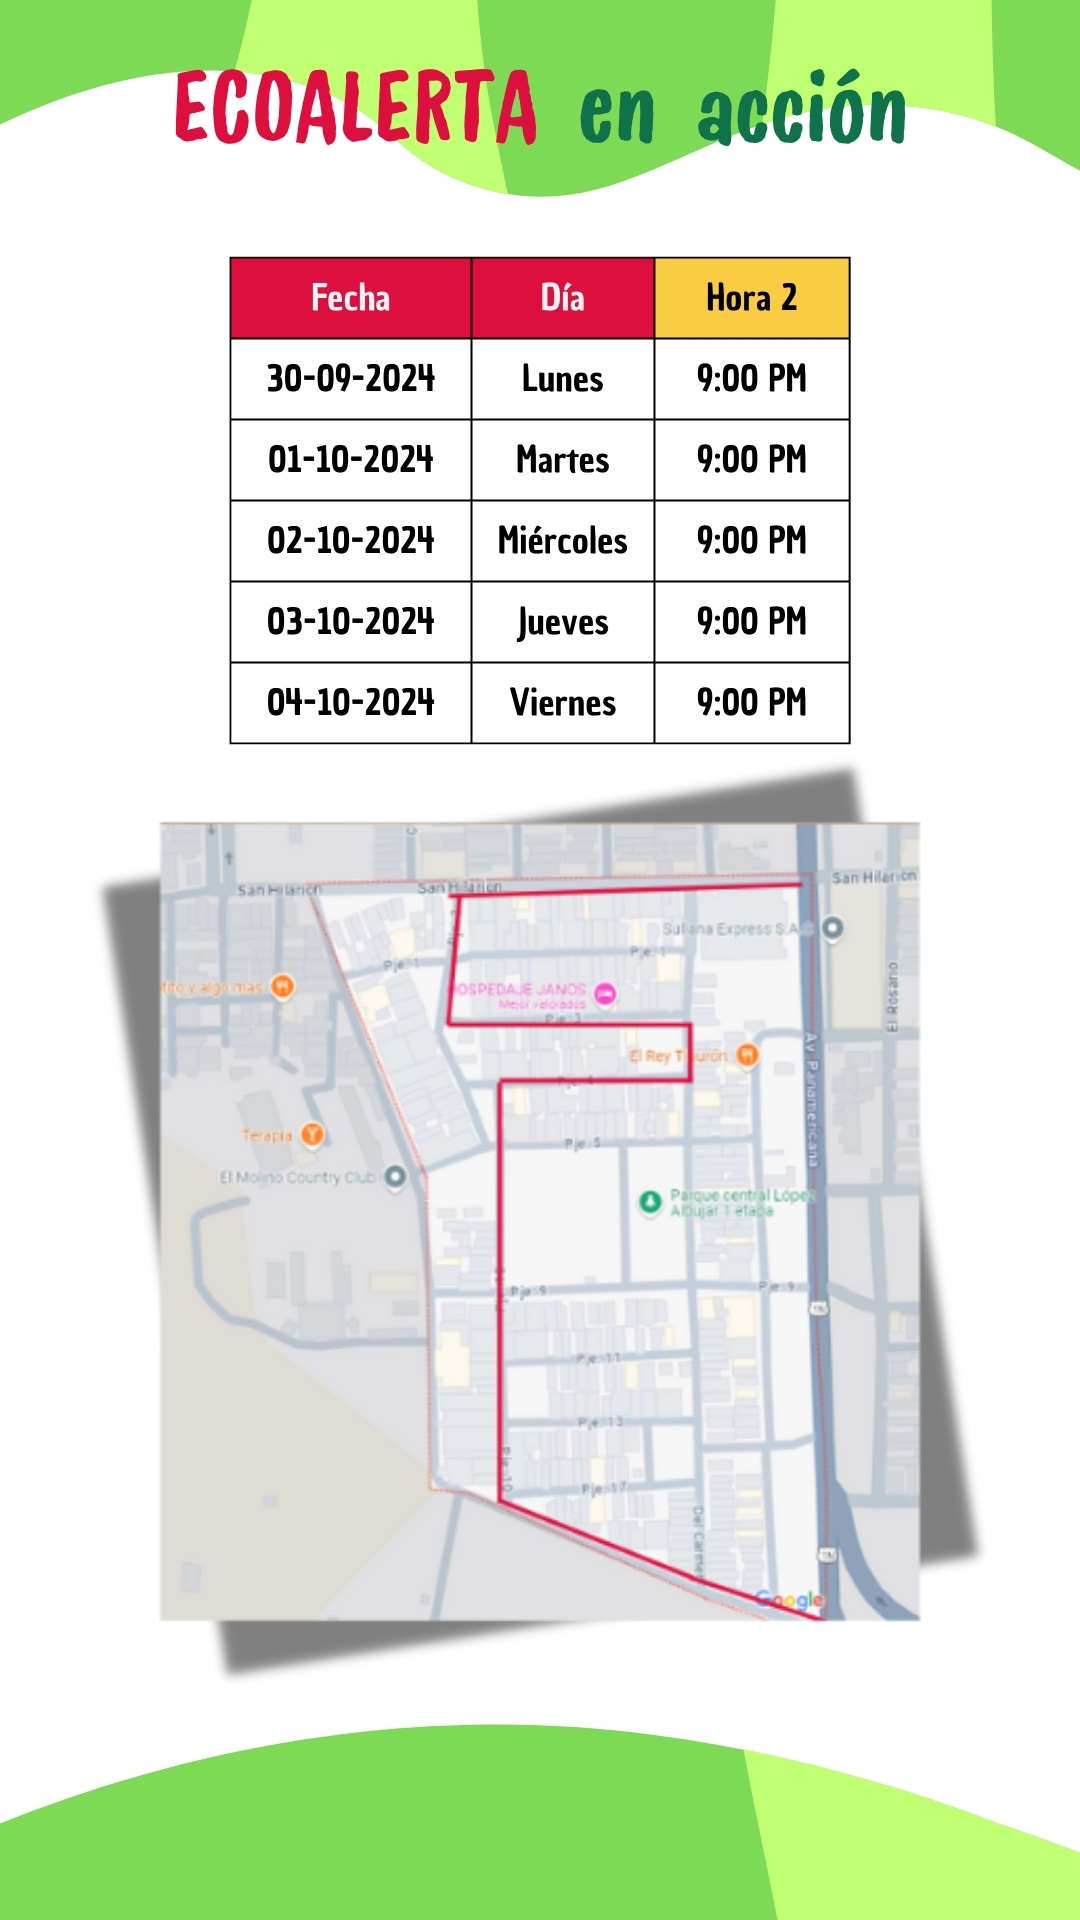 ECOALERTA en acción
Fecha Día Hora 2
30-09-2024 Lunes 9:00 PM
01-10-2024 Martes 9:00 PM
02-10-2024 Miércoles 9:00 PM
03-10-2024 Jueves 9:00 PM
04-10-2024 Viernes 9:00 PM
San Hilarion
San Hilarion
San Hilarion
Sullana Express S.A.C
Pje. 1
Pje. 1
y algo mas
HOSPEDAJE JANOS
Mejor valorados
Pje. 3
El Rosario
El Rey Tiburón
Av. Panamericana
Pje. 4
Terapia
Pje. 5
El Molino Country Club
Parque central López
Albujar 1 etapa
Pje. 9
Pje. 9
Pje. 11
Pje. 13
Pje. 10
Pje. 17
Del Carmen
Google